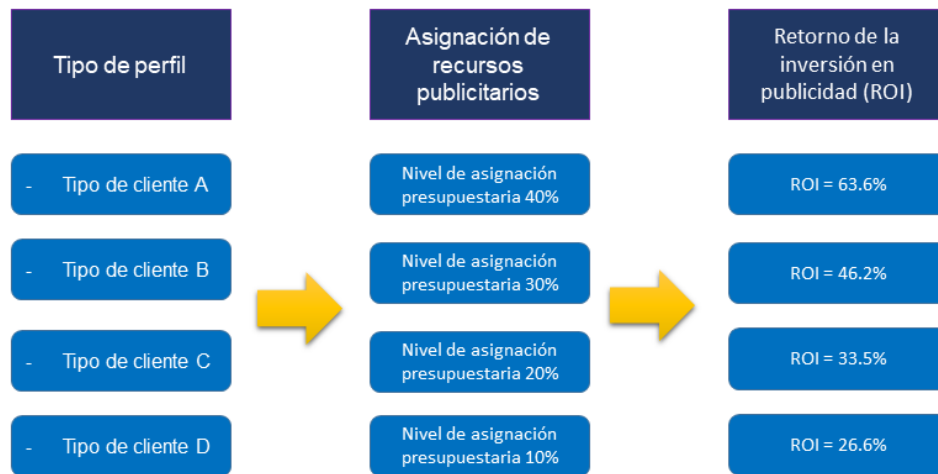 Tipo de perfil
Asignación de
recursos
publicitarios
Retorno de la
inversión en
publicidad (ROI)
- Tipo de cliente A
Nivel de asignación
presupuestaria 40%
ROI = 63.6%
- Tipo de cliente B
Nivel de asignación
presupuestaria 30%
ROI = 46.2%
- Tipo de cliente C
Nivel de asignación
presupuestaria 20%
ROI = 33.5%
- Tipo de cliente D
Nivel de asignación
presupuestaria 10%
ROI = 26.6%